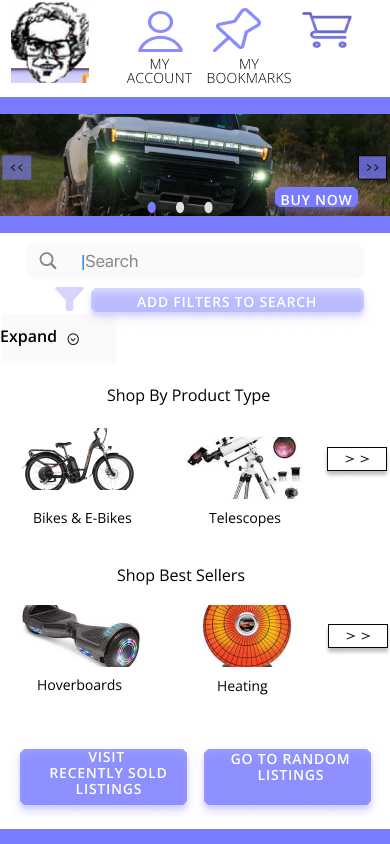 MY
ACCOUNT
MY
BOOKMARKS
<<
>>
BUY NOW
Search
ADD FILTERS TO SEARCH
Expand
Shop By Product Type
> >
Bikes & E-Bikes
Telescopes
Shop Best Sellers
> >
Hoverboards
Heating
VISIT
RECENTLY SOLD
LISTINGS
GO TO RANDOM
LISTINGS